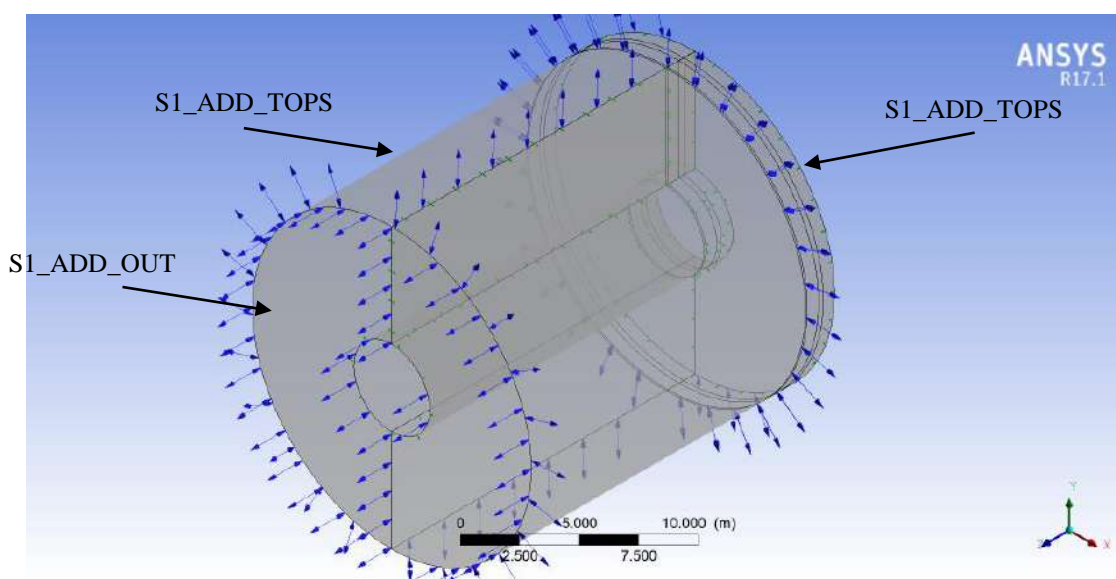 ANSYS
R17.1
S1_ADD_TOPS
S1_ADD_TOPS
S1_ADD_OUT
0 5.000 10.000 (m)
2.500 7.500
Y
Z X